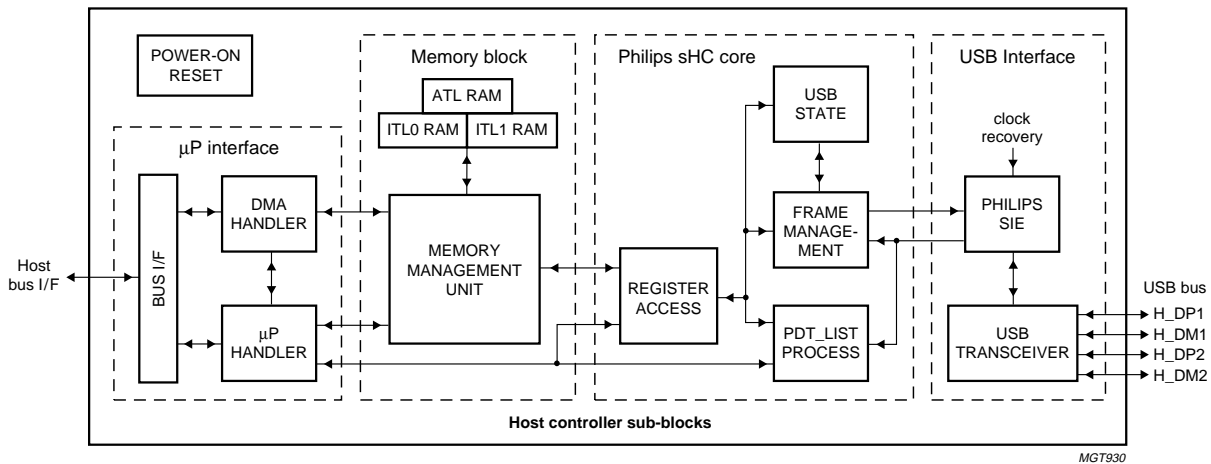 POWER-ON
RESET
Memory block
ATL RAM
ITL0 RAM
ITL1 RAM
Philips sHC core
USB
STATE
USB Interface
clock
recovery
μP interface
DMA
HANDLER
MEMORY
MANAGEMENT
UNIT
FRAME
MANAGE-
MENT
PHILIPS
SIE
Host
bus I/F
BUS I/F
REGISTER
ACCESS
μP
HANDLER
PDT_LIST
PROCESS
USB
TRANSCEIVER
USB bus
H_DP1
H_DM1
H_DP2
H_DM2
Host controller sub-blocks
MGT930